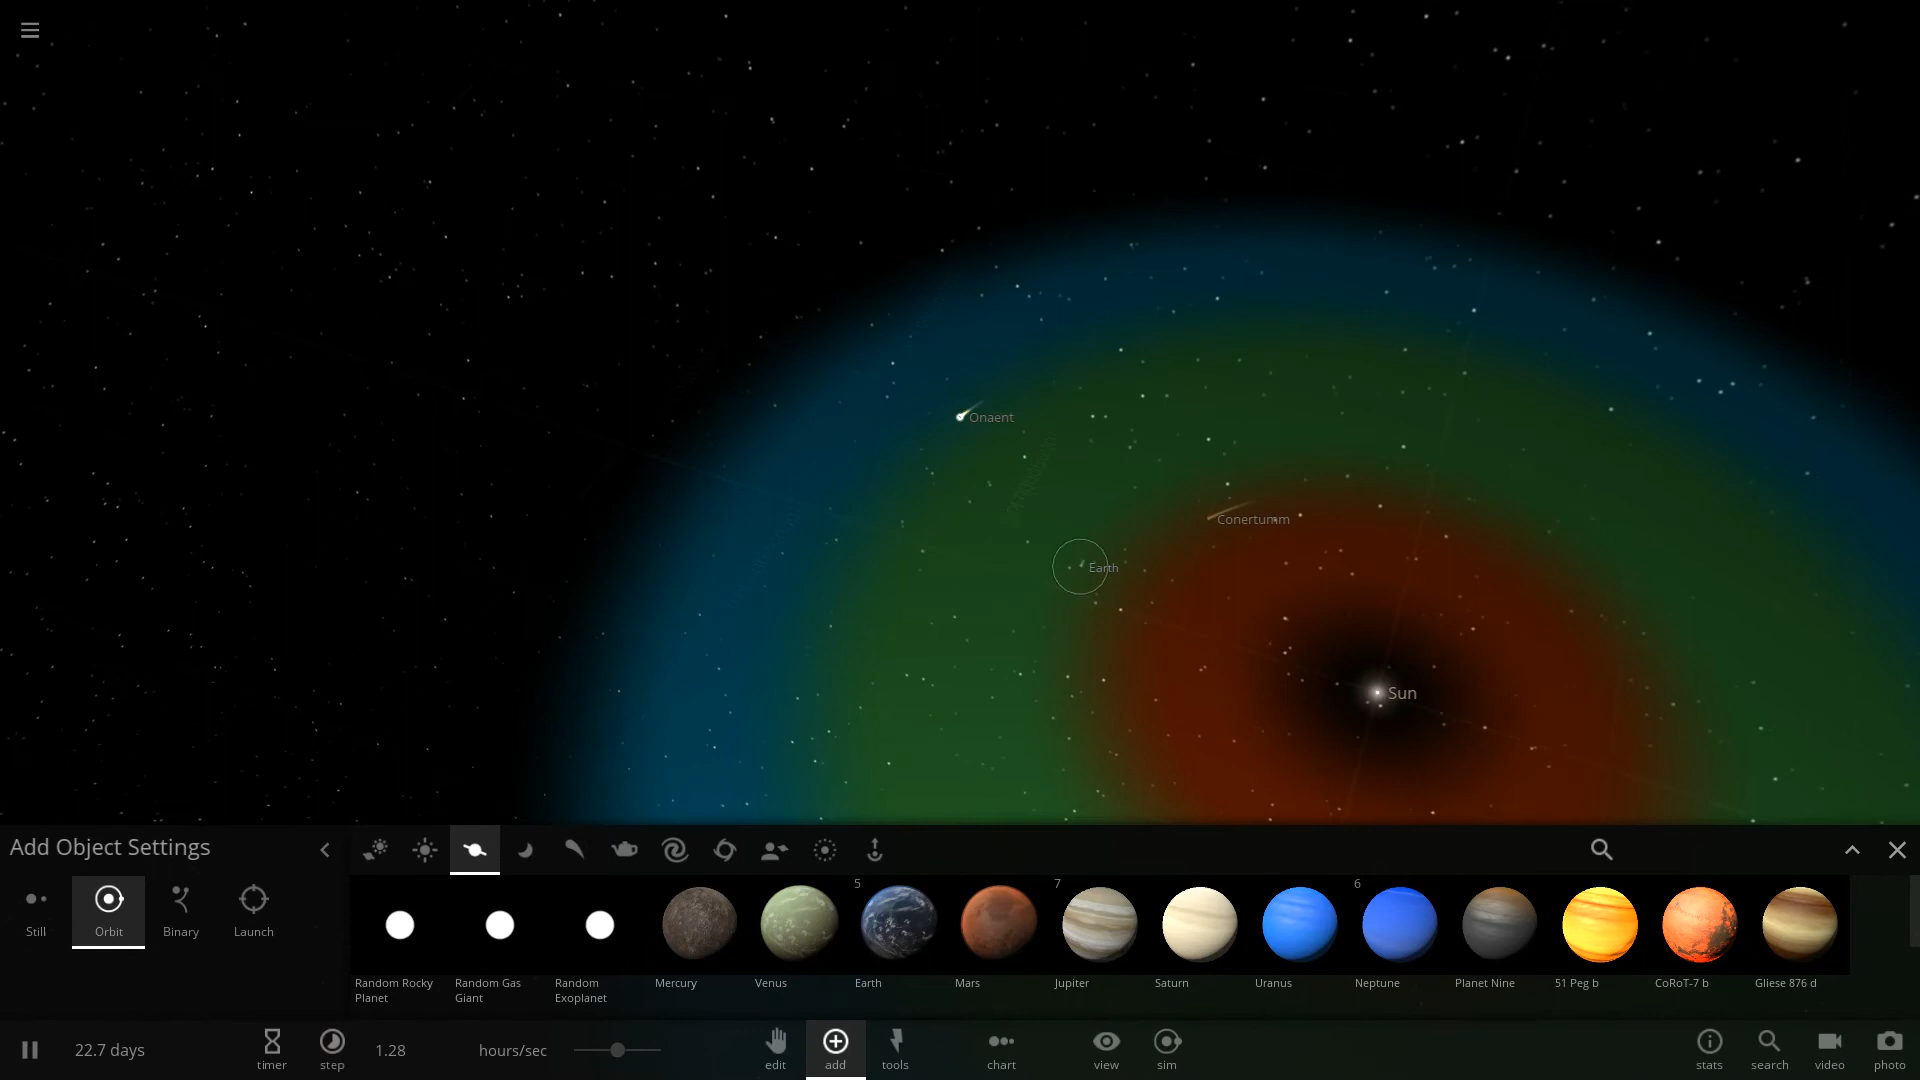 Onaent
Conertumm
Earth
Sun
Add Object Settings
Still
Orbit
Binary
Launch
5
7
6
Random Rocky
Planet
Random Gas
Giant
Random
Exoplanet
Mercury
Venus
Earth
Mars
Jupiter
Saturn
Uranus
Neptune
Planet Nine
51 Peg b
CoRoT-7 b
Gliese 876 d
22.7 days
timer
step
1.28
hours/sec
edit
add
tools
chart
view
sim
stats
search
video
photo